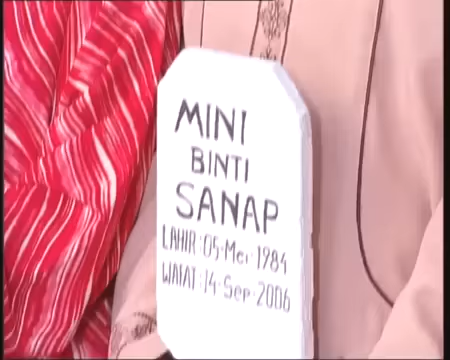 MINI
BINTI
SANAP
LAHIR:05-Mei-1984
WAFAT:14-Sep-2006